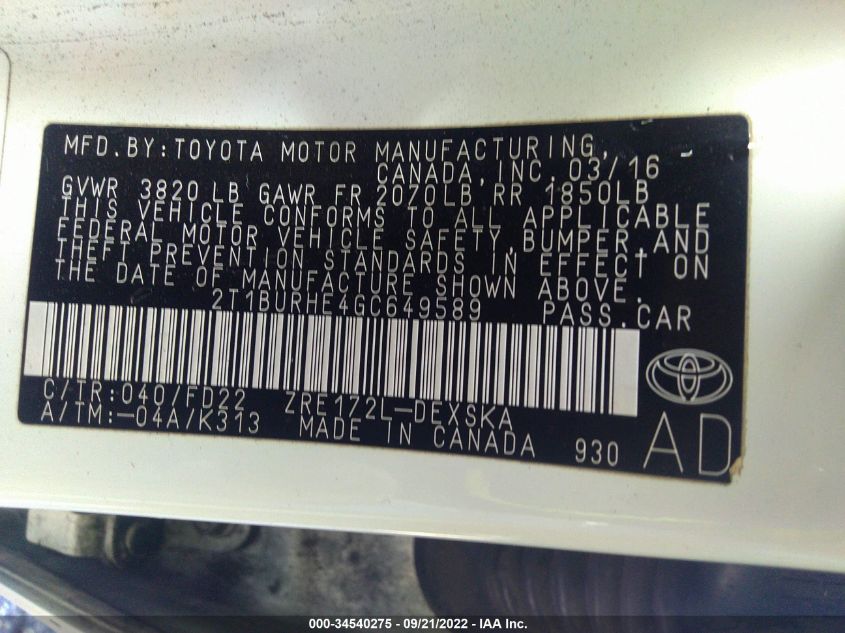 MFD.BY:TOYOTA MOTOR MANUFACTURING,
CANADA,INC.03/16
GVWR 3820LB GAWR FR 2070LB RR 1850LB
THIS VEHICLE CONFORMS TO ALL APPLICABLE
FEDERAL MOTOR VEHICLE SAFETY,BUMPER,AND
THEFT PREVENTION STANDARDS IN EFFECT ON
THE DATE OF MANUFACTURE SHOWN ABOVE.
2T1BURHE4GC649589 PASS.CAR
C/TR:040/FD22 ZRE172L-DEXSKA
A/TM:-04A/K313 MADE IN CANADA 930
AD
000-34540275 - 09/21/2022 - IAA Inc.